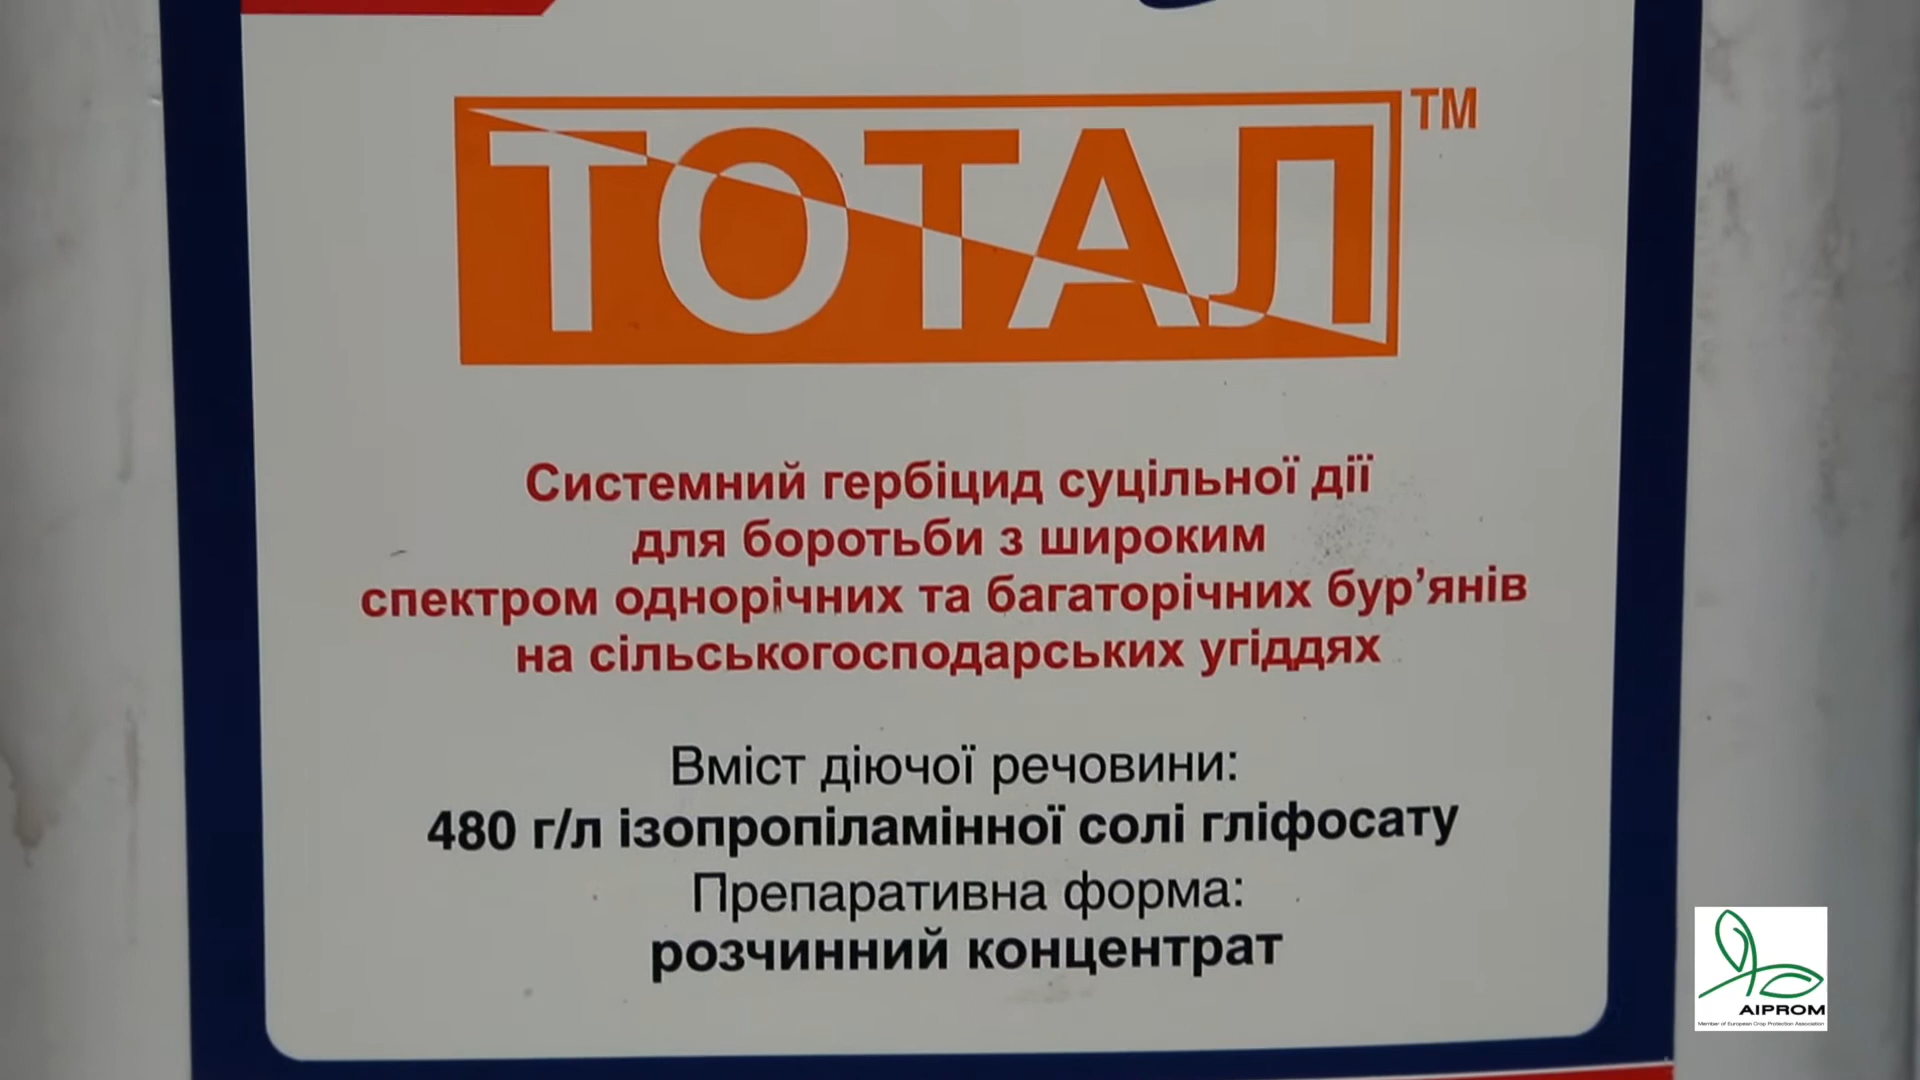 ТОТАЛ™
Системний гербіцид суцільної дії
для боротьби з широким
спектром однорічних та багаторічних бур’янів
на сільськогосподарських угіддях
Вміст діючої речовини:
480 г/л ізопропіламінної солі гліфосату
Препаративна форма:
розчинний концентрат
AIPROM
Member of European Crop Protection Association